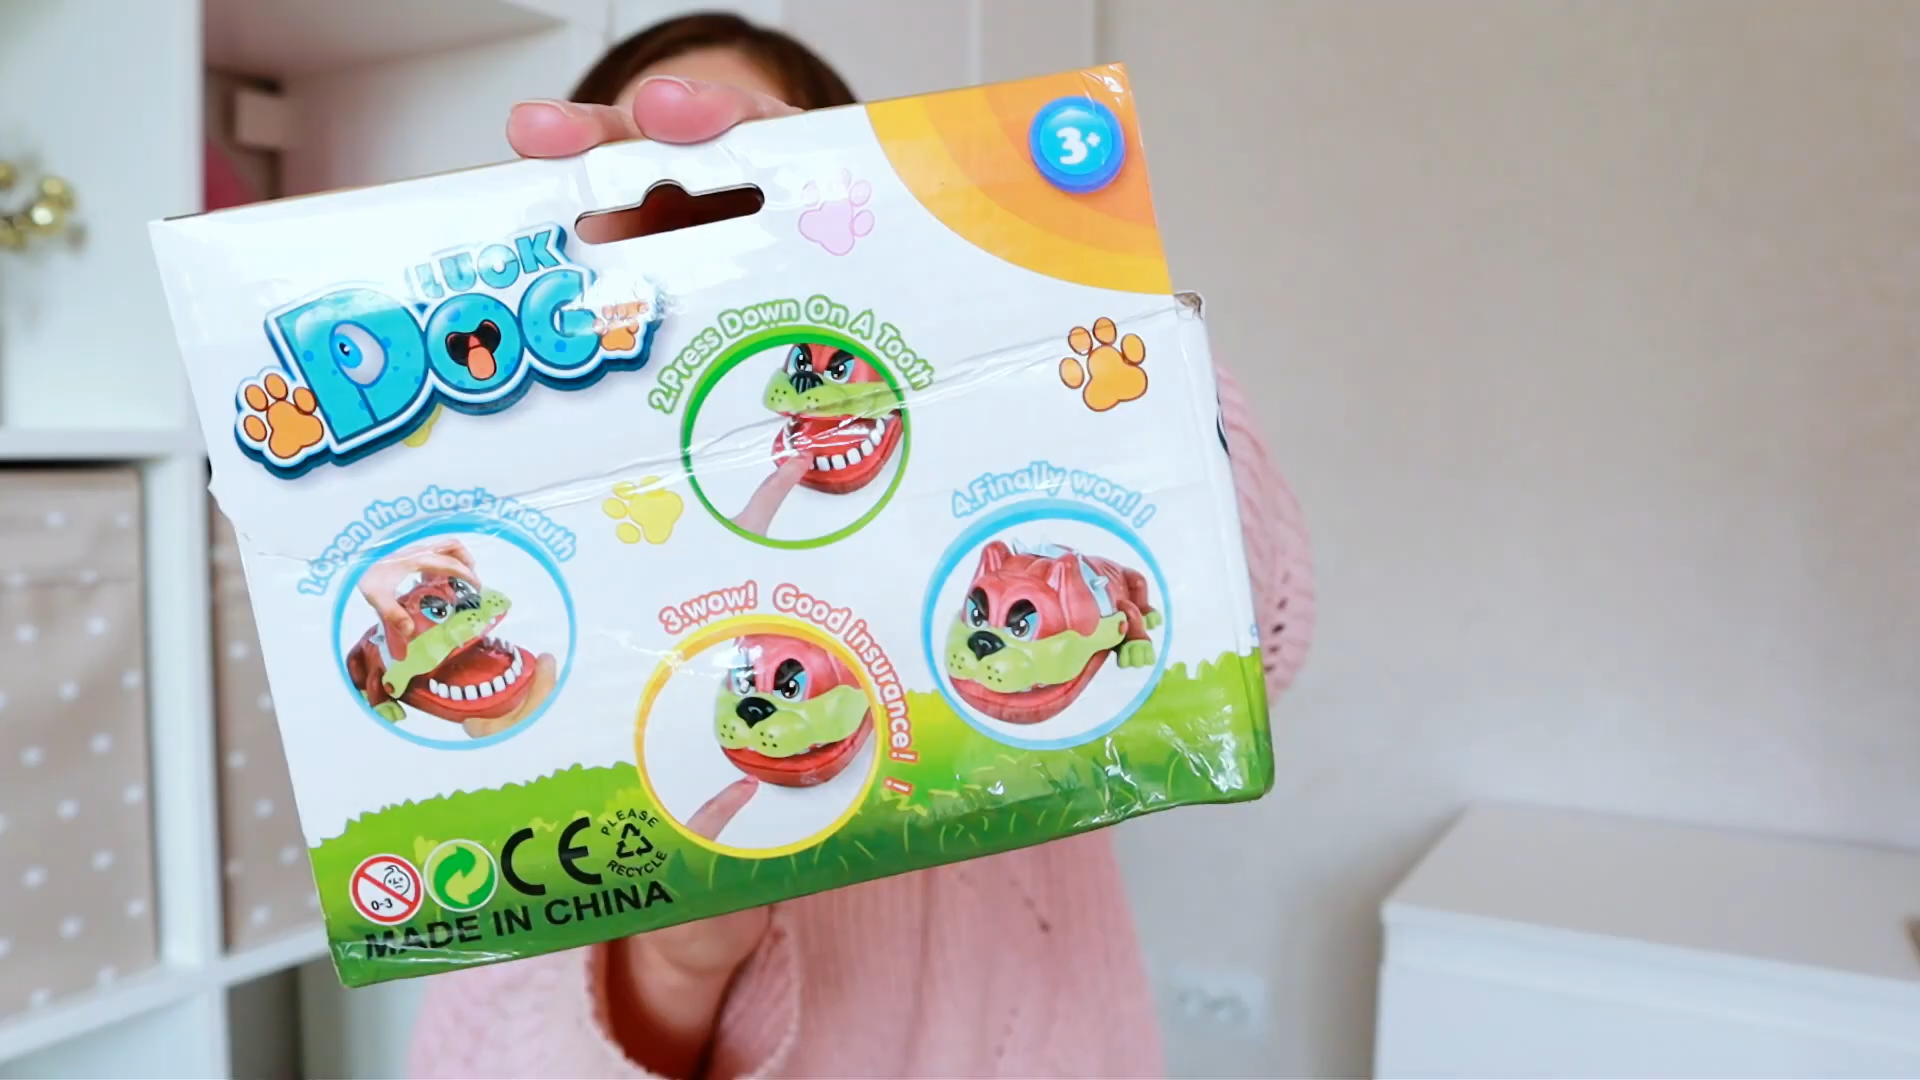 3+
LUCK
DOG
2.Press Down On A Tooth
1.Open the dog's mouth
4.Finally won! !
3.wow! Good insurance! !
0-3
CE
PLEASE
RECYCLE
MADE IN CHINA